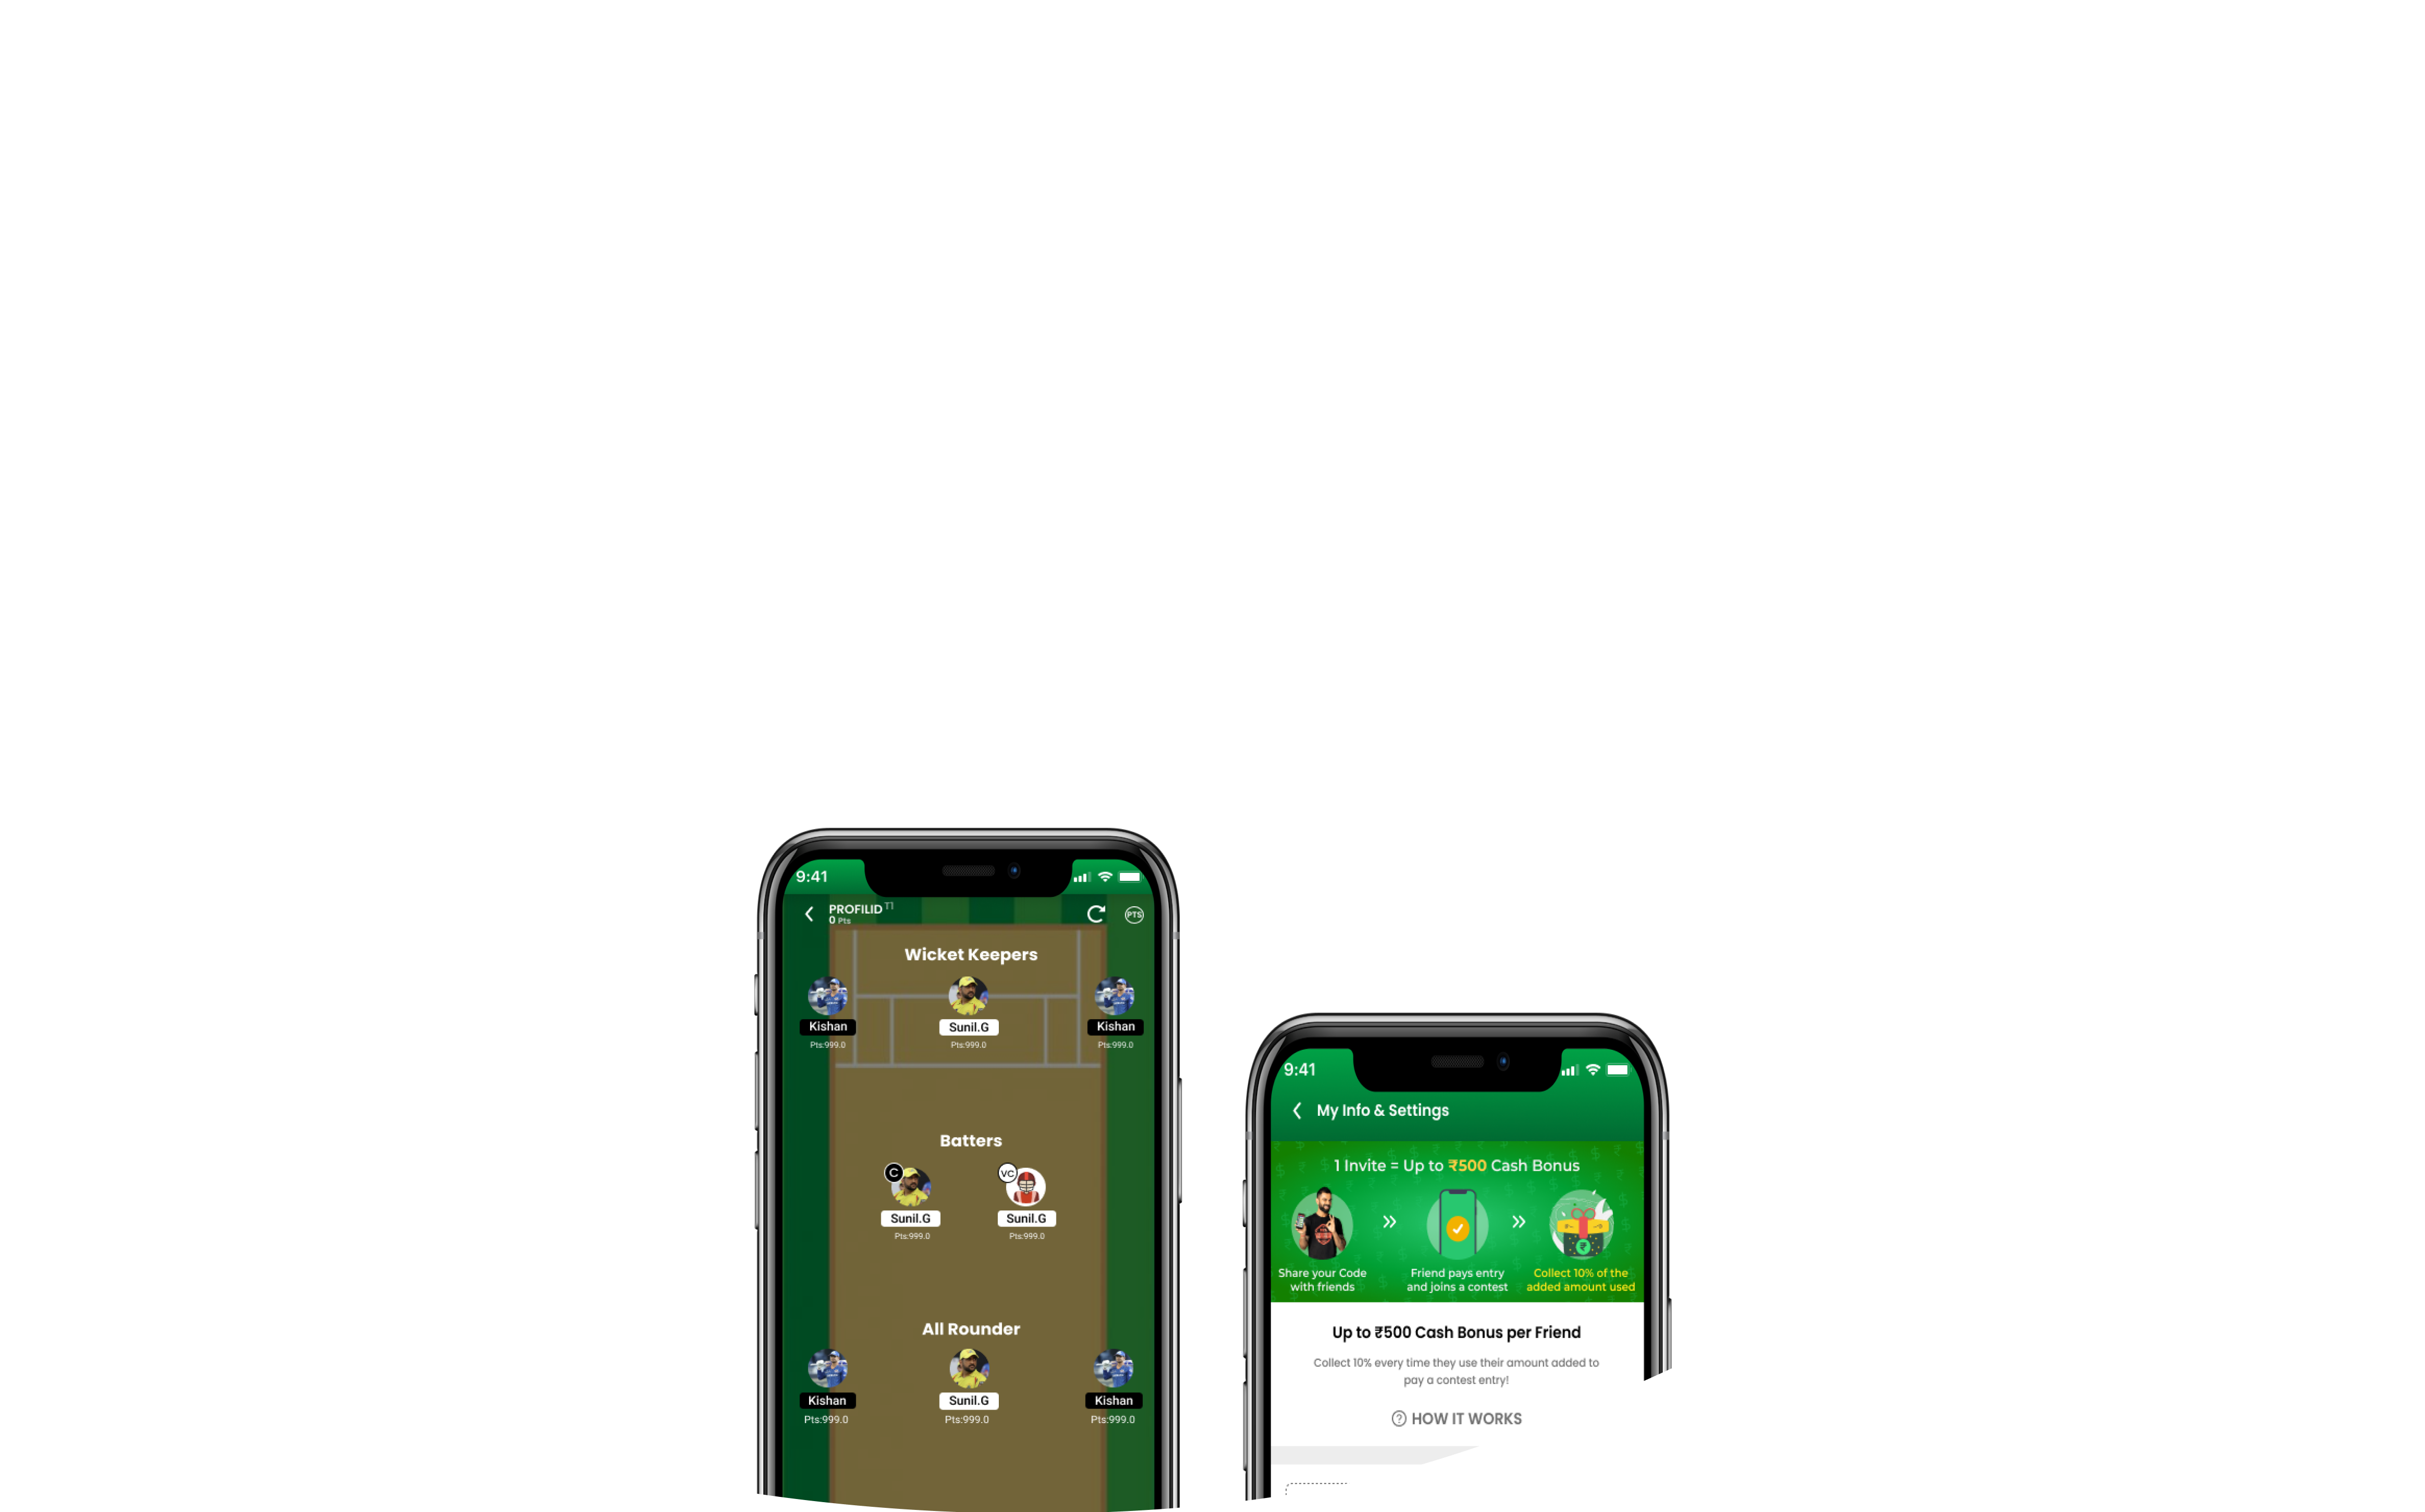 9:41
PROFILID T1
0 Pts
PTS
Wicket Keepers
Kishan Sunil.G Kishan
Pts:999.0 Pts:999.0 Pts:999.0
Batters
C VC
Sunil.G Sunil.G
Pts:999.0 Pts:999.0
All Rounder
Kishan Sunil.G Kishan
Pts:999.0 Pts:999.0 Pts:999.0
9:41
My Info & Settings
1 Invite = Up to ₹500 Cash Bonus
Share your Code
with friends
Friend pays entry
and joins a contest
Collect 10% of the
added amount used
Up to ₹500 Cash Bonus per Friend
Collect 10% every time they use their amount added to
pay a contest entry!
HOW IT WORKS